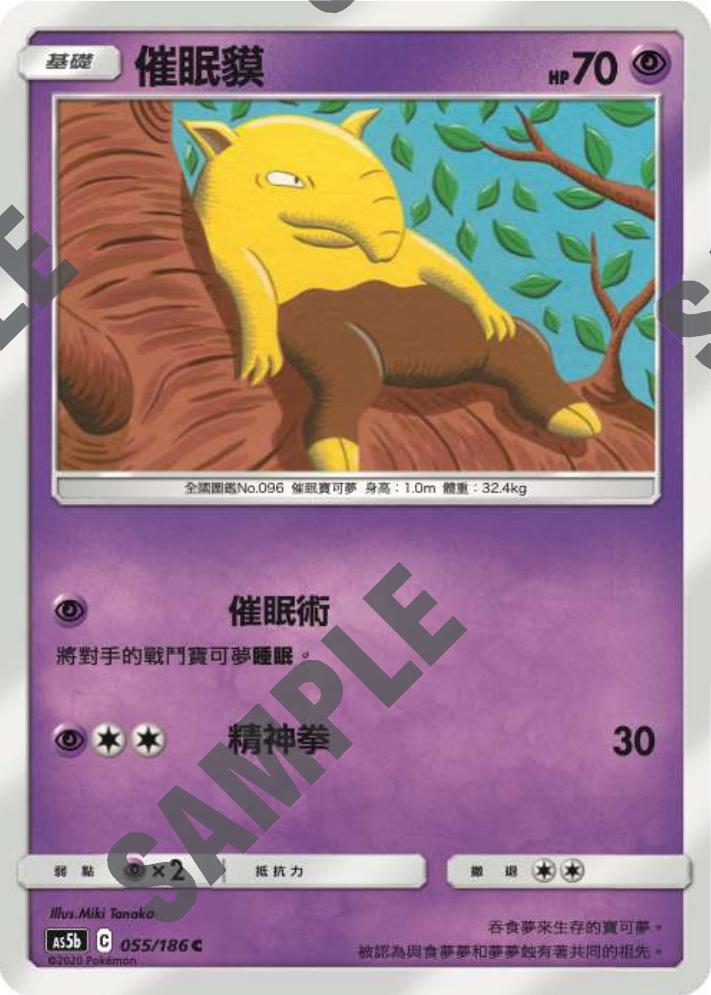 基礎 催眠貘 HP70
全國圖鑑No.096 催眠寶可夢 身高：1.0m 體重：32.4kg
催眠術
將對手的戰鬥寶可夢睡眠。
精神拳 30
弱點 ×2 抵抗力 撤退
Illus.Miki Tanaka
AS5b C 055/186 C
©2020 Pokémon
吞食夢來生存的寶可夢。
被認為與食夢夢和夢夢蝕有著共同的祖先。
SAMPLE